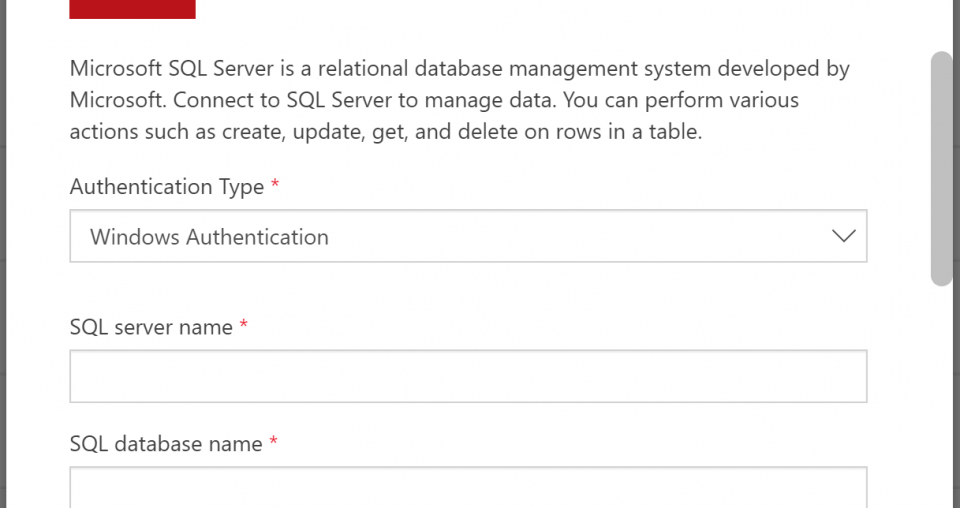 Microsoft SQL Server is a relational database management system developed by
Microsoft. Connect to SQL Server to manage data. You can perform various
actions such as create, update, get, and delete on rows in a table.
Authentication Type *
Windows Authentication
SQL server name *
SQL database name *